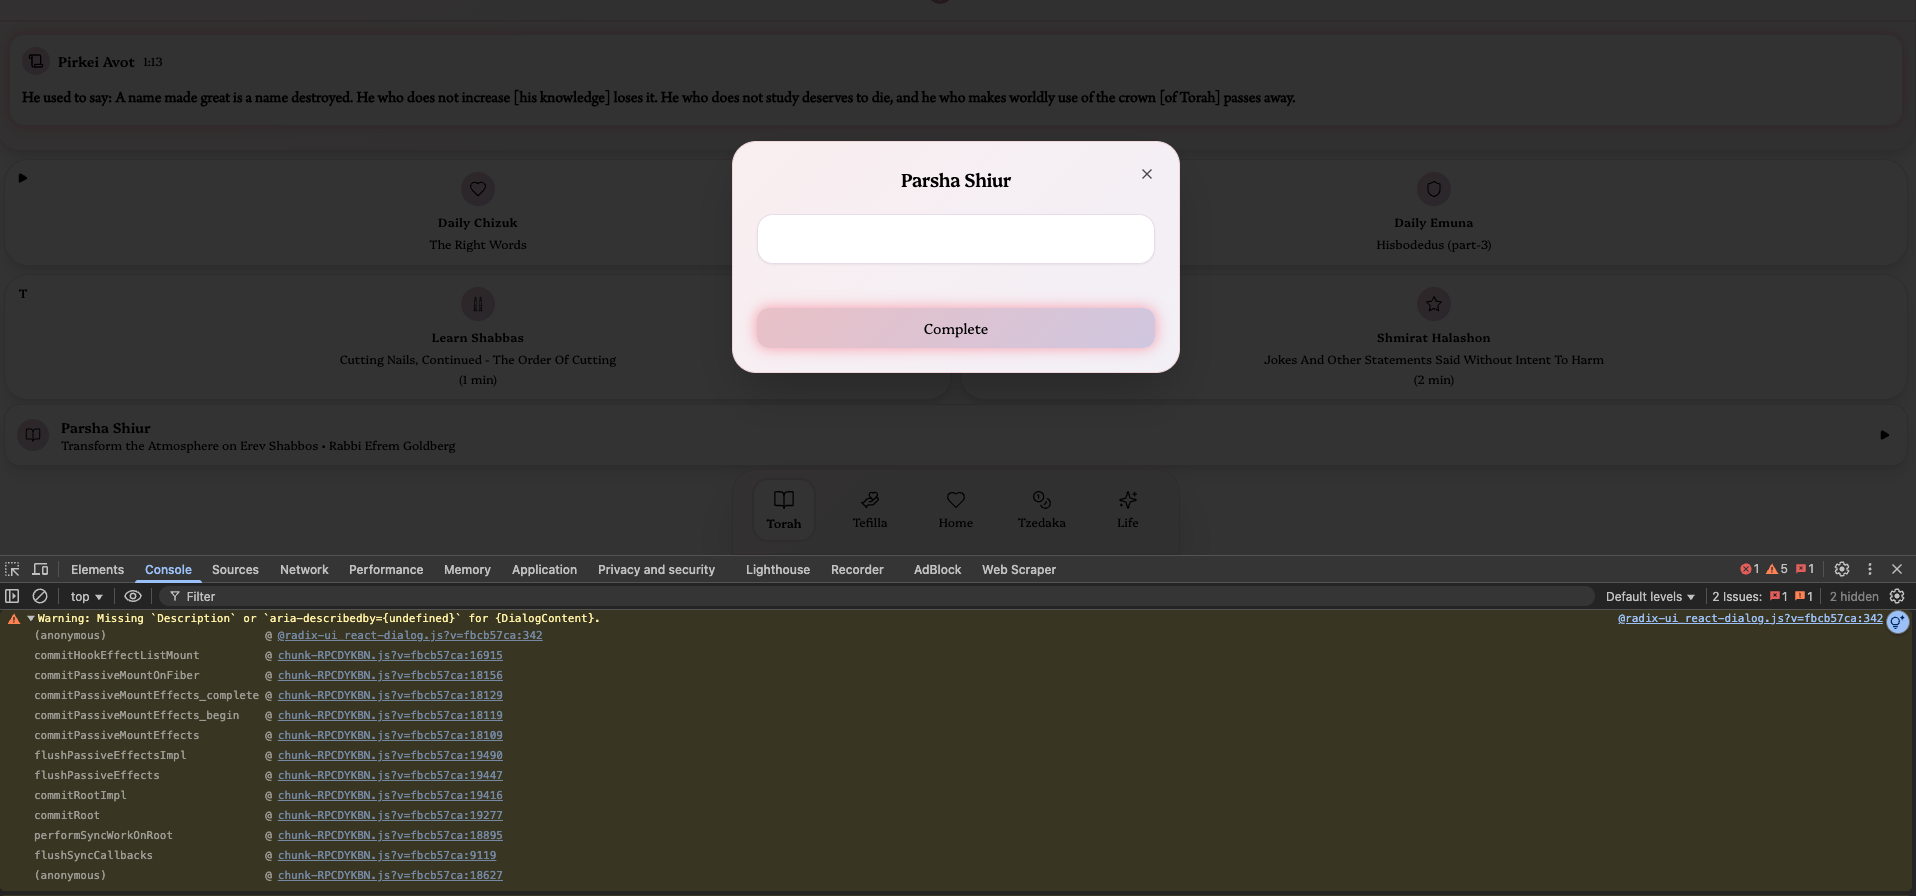 Pirkei Avot 1:13
He used to say: A name made great is a name destroyed. He who does not increase [his knowledge] loses it. He who does not study deserves to die, and he who makes worldly use of the crown [of Torah] passes away.
Parsha Shiur
Complete
Daily Chizuk
The Right Words
Daily Emuna
Hisbodedus (part-3)
T
Learn Shabbas
Cutting Nails, Continued - The Order Of Cutting
(1 min)
Shmirat Halashon
Jokes And Other Statements Said Without Intent To Harm
(2 min)
Parsha Shiur
Transform the Atmosphere on Erev Shabbos • Rabbi Efrem Goldberg
Torah Tefilla Home Tzedaka Life
Elements Console Sources Network Performance Memory Application Privacy and security Lighthouse Recorder AdBlock Web Scraper 1 5 1
top Filter Default levels 2 Issues: 1 1 2 hidden
Warning: Missing `Description` or `aria-describedby={undefined}` for {DialogContent}. @radix-ui_react-dialog.js?v=fbcb57ca:342
(anonymous) @ @radix-ui_react-dialog.js?v=fbcb57ca:342
commitHookEffectListMount @ chunk-RPCDYKBN.js?v=fbcb57ca:16915
commitPassiveMountOnFiber @ chunk-RPCDYKBN.js?v=fbcb57ca:18156
commitPassiveMountEffects_complete @ chunk-RPCDYKBN.js?v=fbcb57ca:18129
commitPassiveMountEffects_begin @ chunk-RPCDYKBN.js?v=fbcb57ca:18119
commitPassiveMountEffects @ chunk-RPCDYKBN.js?v=fbcb57ca:18109
flushPassiveEffectsImpl @ chunk-RPCDYKBN.js?v=fbcb57ca:19490
flushPassiveEffects @ chunk-RPCDYKBN.js?v=fbcb57ca:19447
commitRootImpl @ chunk-RPCDYKBN.js?v=fbcb57ca:19416
commitRoot @ chunk-RPCDYKBN.js?v=fbcb57ca:19277
performSyncWorkOnRoot @ chunk-RPCDYKBN.js?v=fbcb57ca:18895
flushSyncCallbacks @ chunk-RPCDYKBN.js?v=fbcb57ca:9119
(anonymous) @ chunk-RPCDYKBN.js?v=fbcb57ca:18627